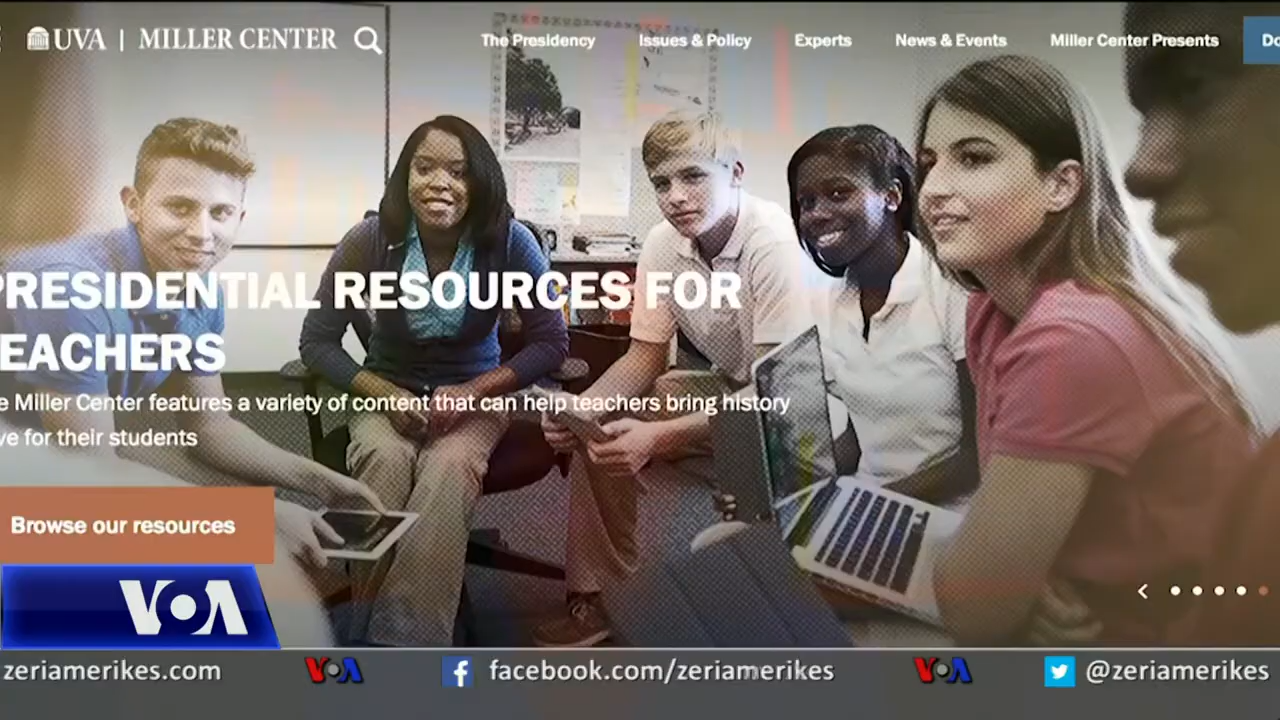 UVA | MILLER CENTER
The Presidency
Issues & Policy
Experts
News & Events
Miller Center Presents
Do
PRESIDENTIAL RESOURCES FOR
EACHERS
e Miller Center features a variety of content that can help teachers bring history
ve for their students
Browse our resources
VOA
zeriamerikes.com
VOA
facebook.com/zeriamerikes
VOA
@zeriamerikes